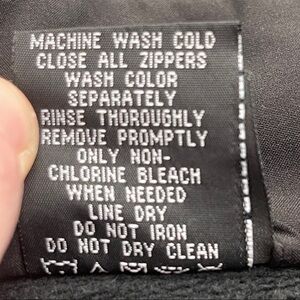 MACHINE WASH COLD
CLOSE ALL ZIPPERS
WASH COLOR
SEPARATELY
RINSE THOROUGHLY
REMOVE PROMPTLY
ONLY NON-
CHLORINE BLEACH
WHEN NEEDED
LINE DRY
DO NOT IRON
DO NOT DRY CLEAN